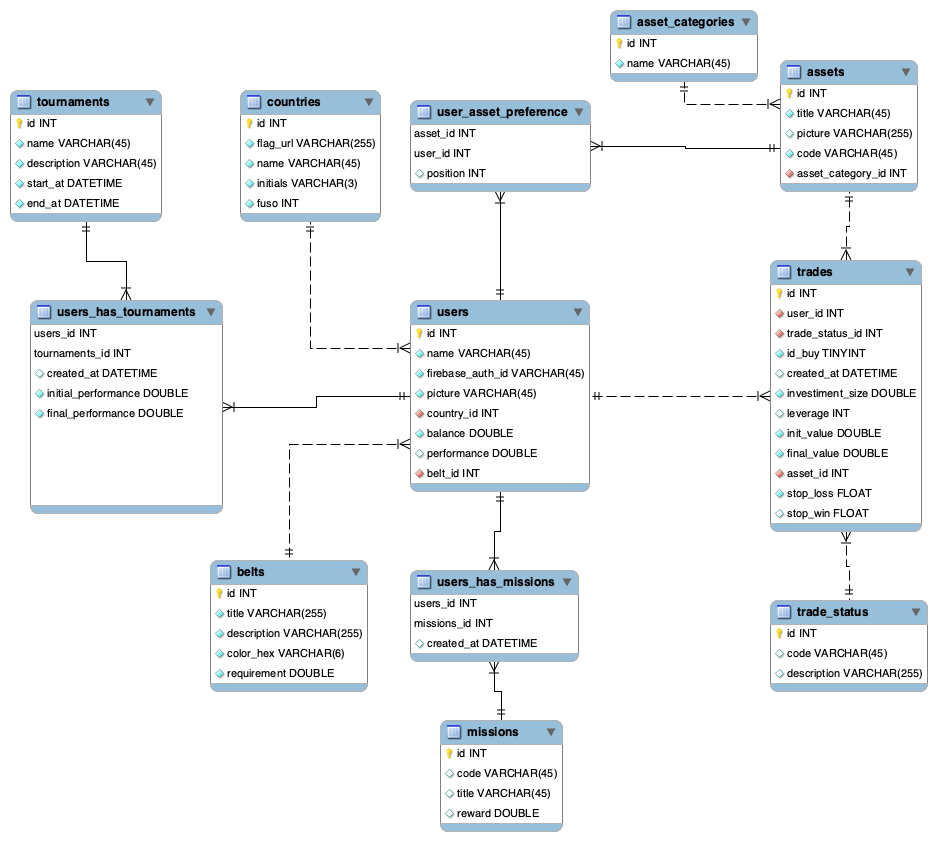 asset_categories
id INT
name VARCHAR(45)
assets
id INT
title VARCHAR(45)
picture VARCHAR(255)
code VARCHAR(45)
asset_category_id INT
tournaments
id INT
name VARCHAR(45)
description VARCHAR(45)
start_at DATETIME
end_at DATETIME
countries
id INT
flag_url VARCHAR(255)
name VARCHAR(45)
initials VARCHAR(3)
fuso INT
user_asset_preference
asset_id INT
user_id INT
position INT
trades
id INT
user_id INT
trade_status_id INT
id_buy TINYINT
created_at DATETIME
investiment_size DOUBLE
leverage INT
init_value DOUBLE
final_value DOUBLE
asset_id INT
stop_loss FLOAT
stop_win FLOAT
users_has_tournaments
users_id INT
tournaments_id INT
created_at DATETIME
initial_performance DOUBLE
final_performance DOUBLE
users
id INT
name VARCHAR(45)
firebase_auth_id VARCHAR(45)
picture VARCHAR(45)
country_id INT
balance DOUBLE
performance DOUBLE
belt_id INT
belts
id INT
title VARCHAR(255)
description VARCHAR(255)
color_hex VARCHAR(6)
requirement DOUBLE
users_has_missions
users_id INT
missions_id INT
created_at DATETIME
trade_status
id INT
code VARCHAR(45)
description VARCHAR(255)
missions
id INT
code VARCHAR(45)
title VARCHAR(45)
reward DOUBLE